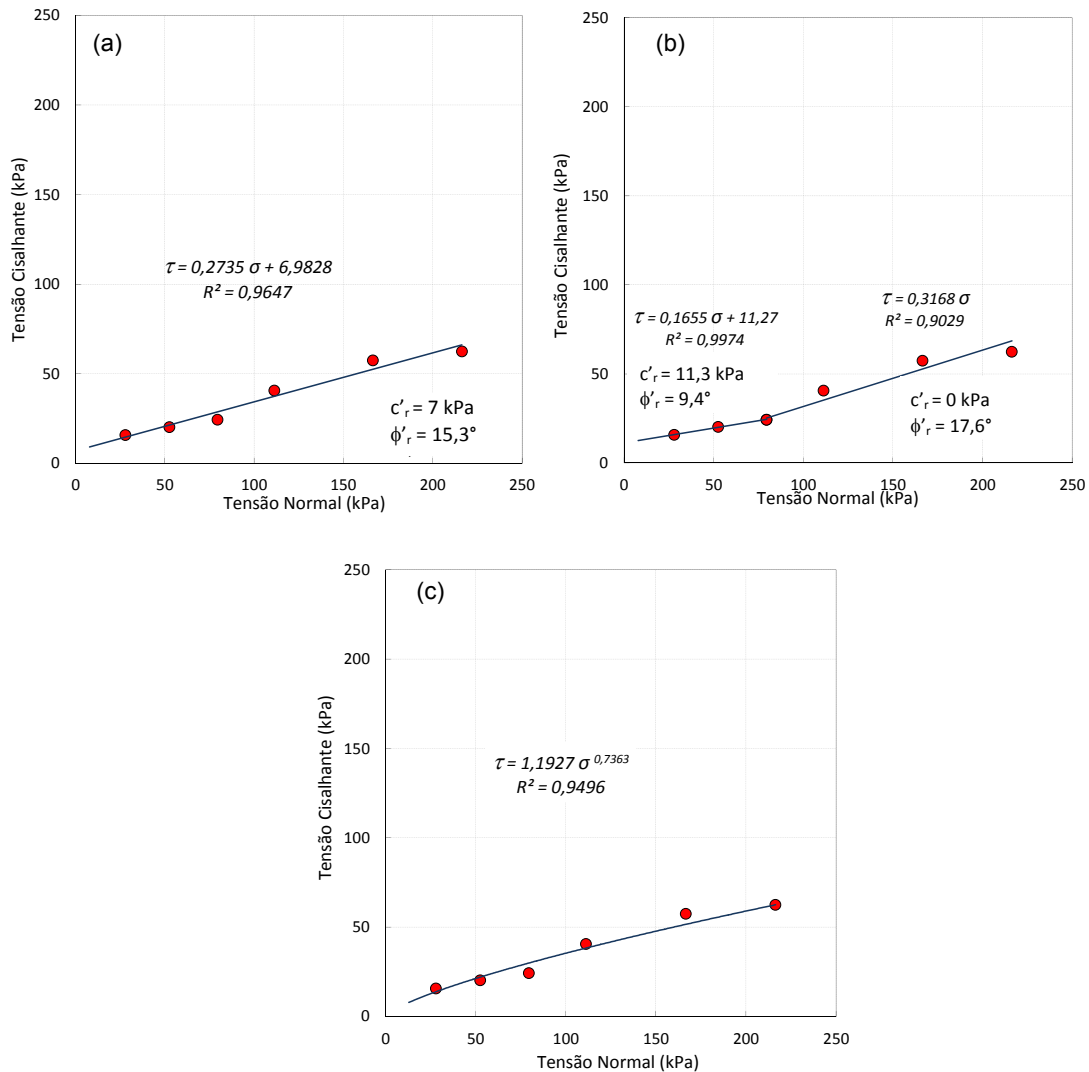 (a)
250
200
150
100
50
0
Tensão Cisalhante (kPa)
τ = 0,2735 σ + 6,9828
R² = 0,9647
c'r = 7 kPa
ϕ'r = 15,3°
0 50 100 150 200 250
Tensão Normal (kPa)
(b)
250
200
150
100
50
0
Tensão Cisalhante (kPa)
τ = 0,1655 σ + 11,27
R² = 0,9974
c'r = 11,3 kPa
ϕ'r = 9,4°
τ = 0,3168 σ
R² = 0,9029
c'r = 0 kPa
ϕ'r = 17,6°
0 50 100 150 200 250
Tensão Normal (kPa)
(c)
250
200
150
100
50
0
Tensão Cisalhante (kPa)
τ = 1,1927 σ 0,7363
R² = 0,9496
0 50 100 150 200 250
Tensão Normal (kPa)